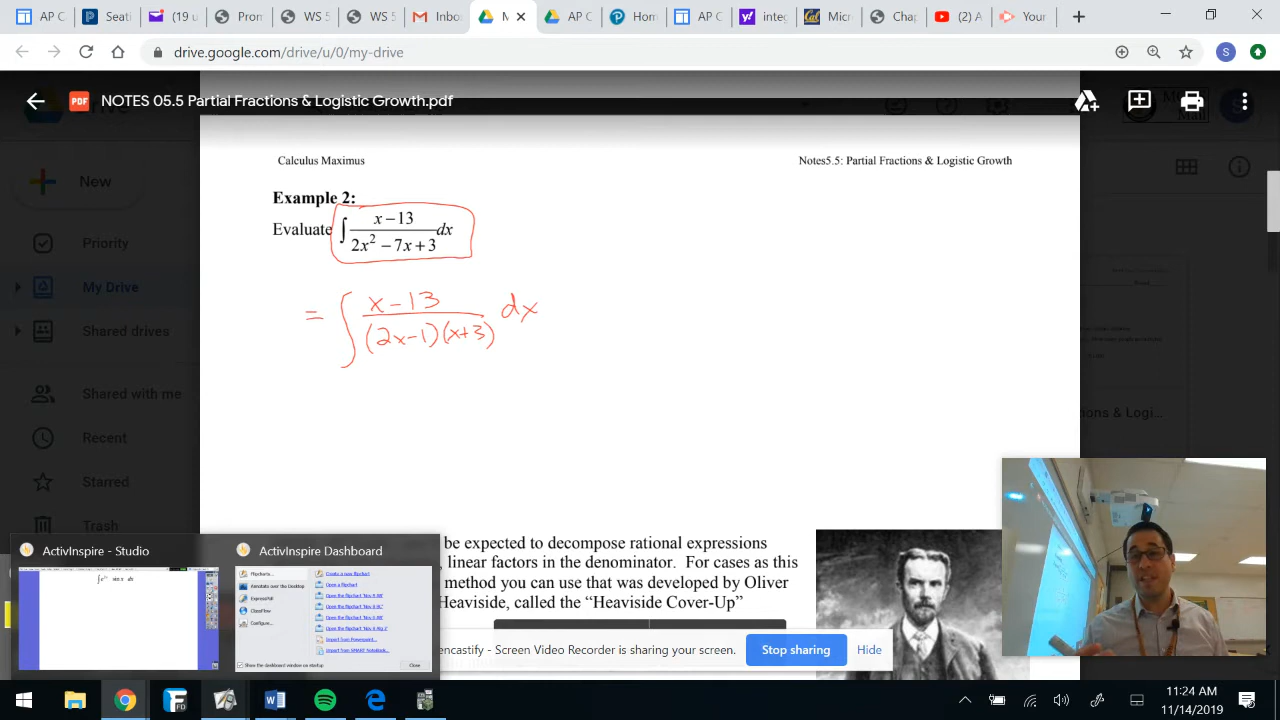 drive.google.com/u/0/my-drive
NOTES 05.5 Partial Fractions & Logistic Growth.pdf
Calculus Maximus
Notes5.5: Partial Fractions & Logistic Growth
Example 2:
Evaluate ∫ (x − 13)/(2x² − 7x + 3) dx
= ∫ (x − 13)/((2x − 1)(x + 3)) dx
New
Priority
My Drive
Shared drives
Shared with me
Recent
Starred
Trash
be expected to decompose rational expressions
linear factors in the denominator. For cases as this
method you can use that was developed by Oliver
Heaviside, called the “Heaviside Cover-Up”
ActivInspire - Studio
ActivInspire Dashboard
Screen Video Recorder is sharing your screen.
Stop sharing
Hide
11:24 AM
11/14/2019